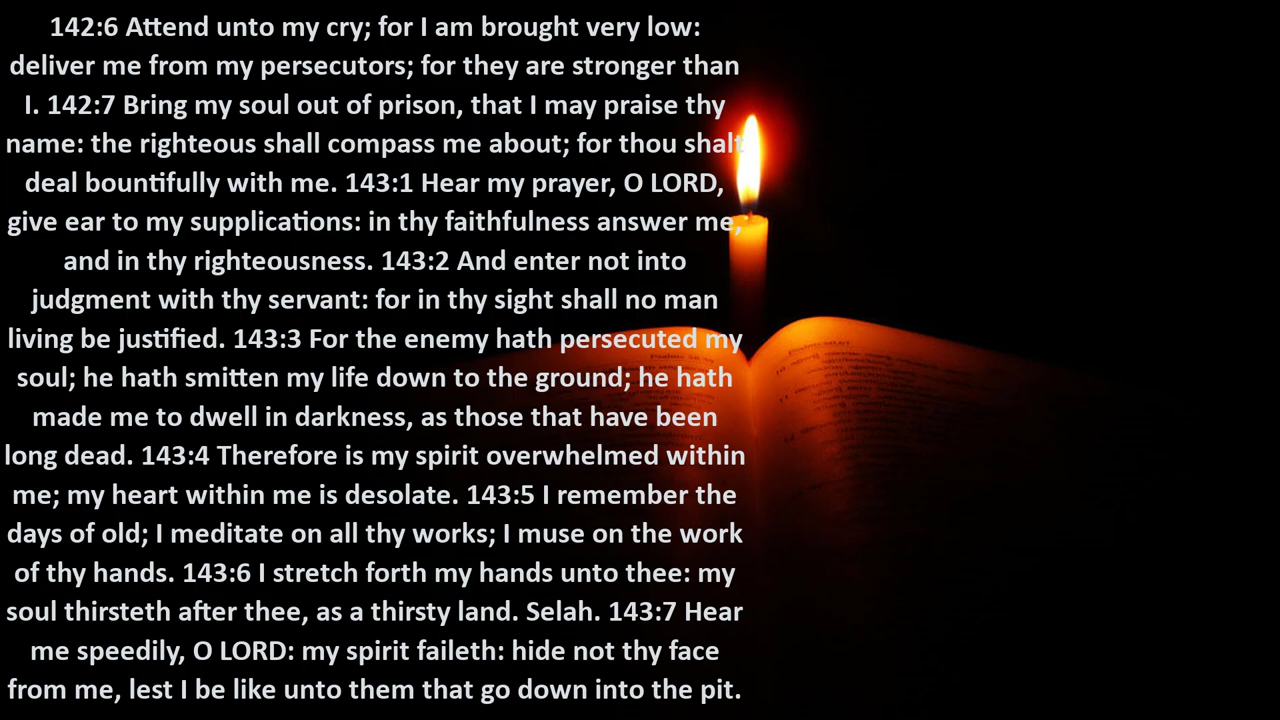 142:6 Attend unto my cry; for I am brought very low:
deliver me from my persecutors; for they are stronger than
I. 142:7 Bring my soul out of prison, that I may praise thy
name: the righteous shall compass me about; for thou shalt
deal bountifully with me. 143:1 Hear my prayer, O LORD,
give ear to my supplications: in thy faithfulness answer me,
and in thy righteousness. 143:2 And enter not into
judgment with thy servant: for in thy sight shall no man
living be justified. 143:3 For the enemy hath persecuted my
soul; he hath smitten my life down to the ground; he hath
made me to dwell in darkness, as those that have been
long dead. 143:4 Therefore is my spirit overwhelmed within
me; my heart within me is desolate. 143:5 I remember the
days of old; I meditate on all thy works; I muse on the work
of thy hands. 143:6 I stretch forth my hands unto thee: my
soul thirsteth after thee, as a thirsty land. Selah. 143:7 Hear
me speedily, O LORD: my spirit faileth: hide not thy face
from me, lest I be like unto them that go down into the pit.